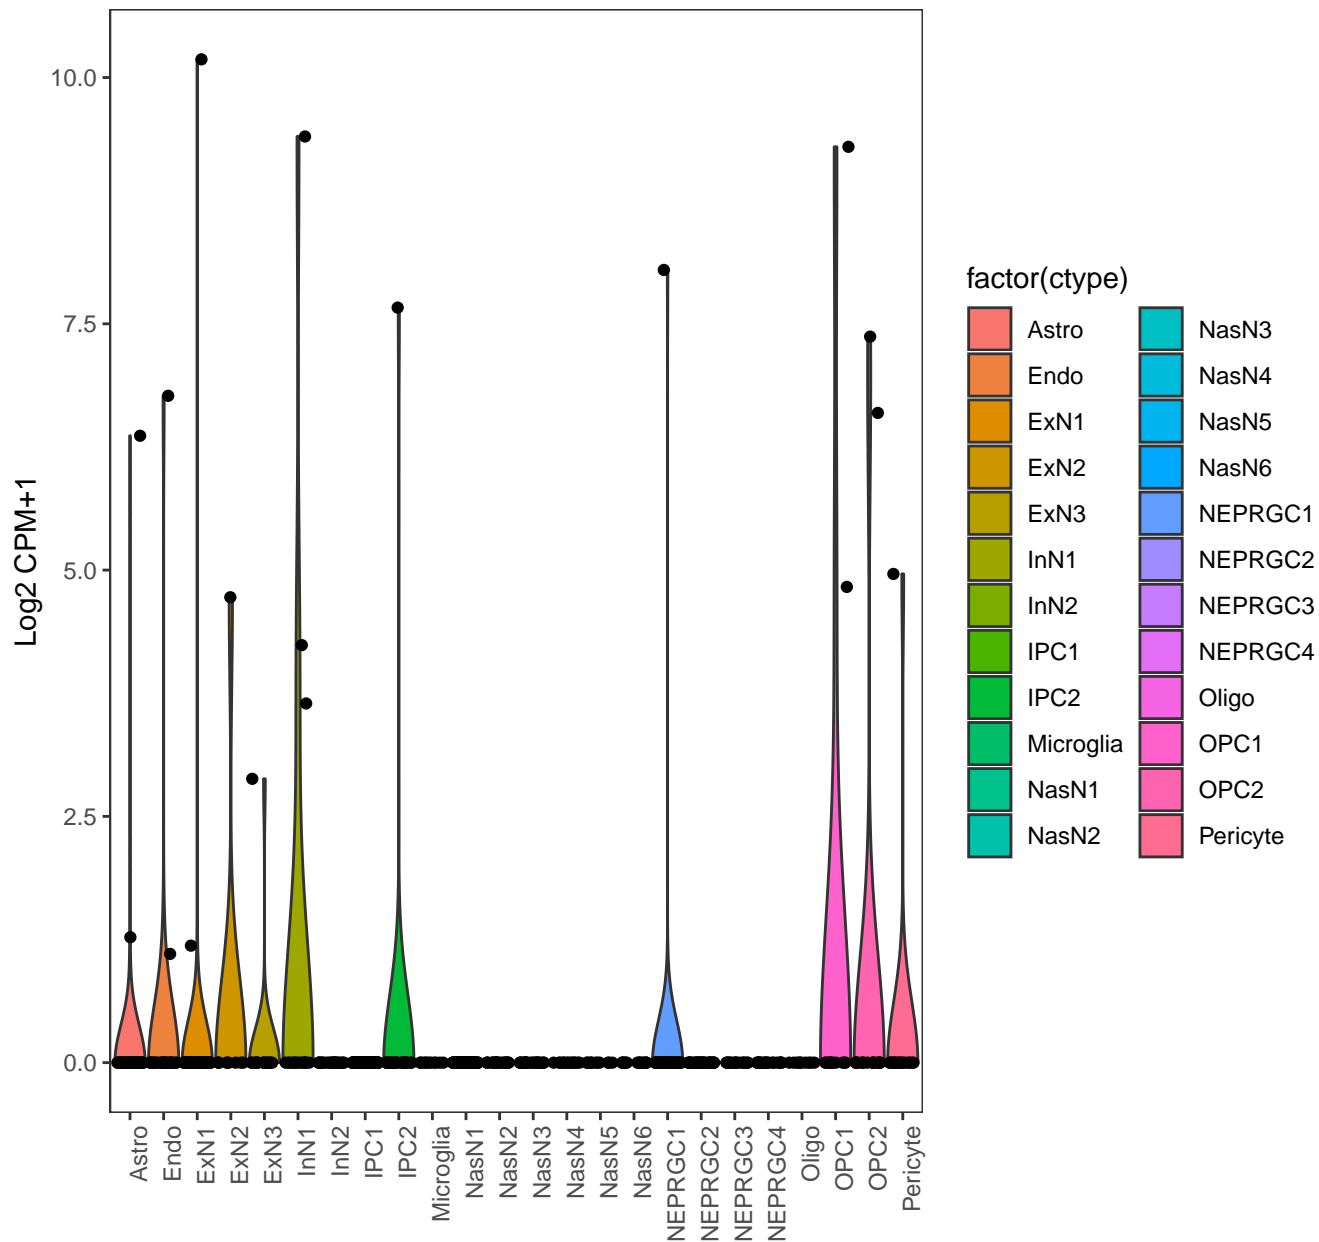 Log2 CPM+1
10.0
7.5
5.0
2.5
0.0
Astro
Endo
ExN1
ExN2
ExN3
InN1
InN2
IPC1
IPC2
Microglia
NasN1
NasN2
NasN3
NasN4
NasN5
NasN6
NEPRGC1
NEPRGC2
NEPRGC3
NEPRGC4
Oligo
OPC1
OPC2
Pericyte
factor(ctype)
Astro
Endo
ExN1
ExN2
ExN3
InN1
InN2
IPC1
IPC2
Microglia
NasN1
NasN2
NasN3
NasN4
NasN5
NasN6
NEPRGC1
NEPRGC2
NEPRGC3
NEPRGC4
Oligo
OPC1
OPC2
Pericyte